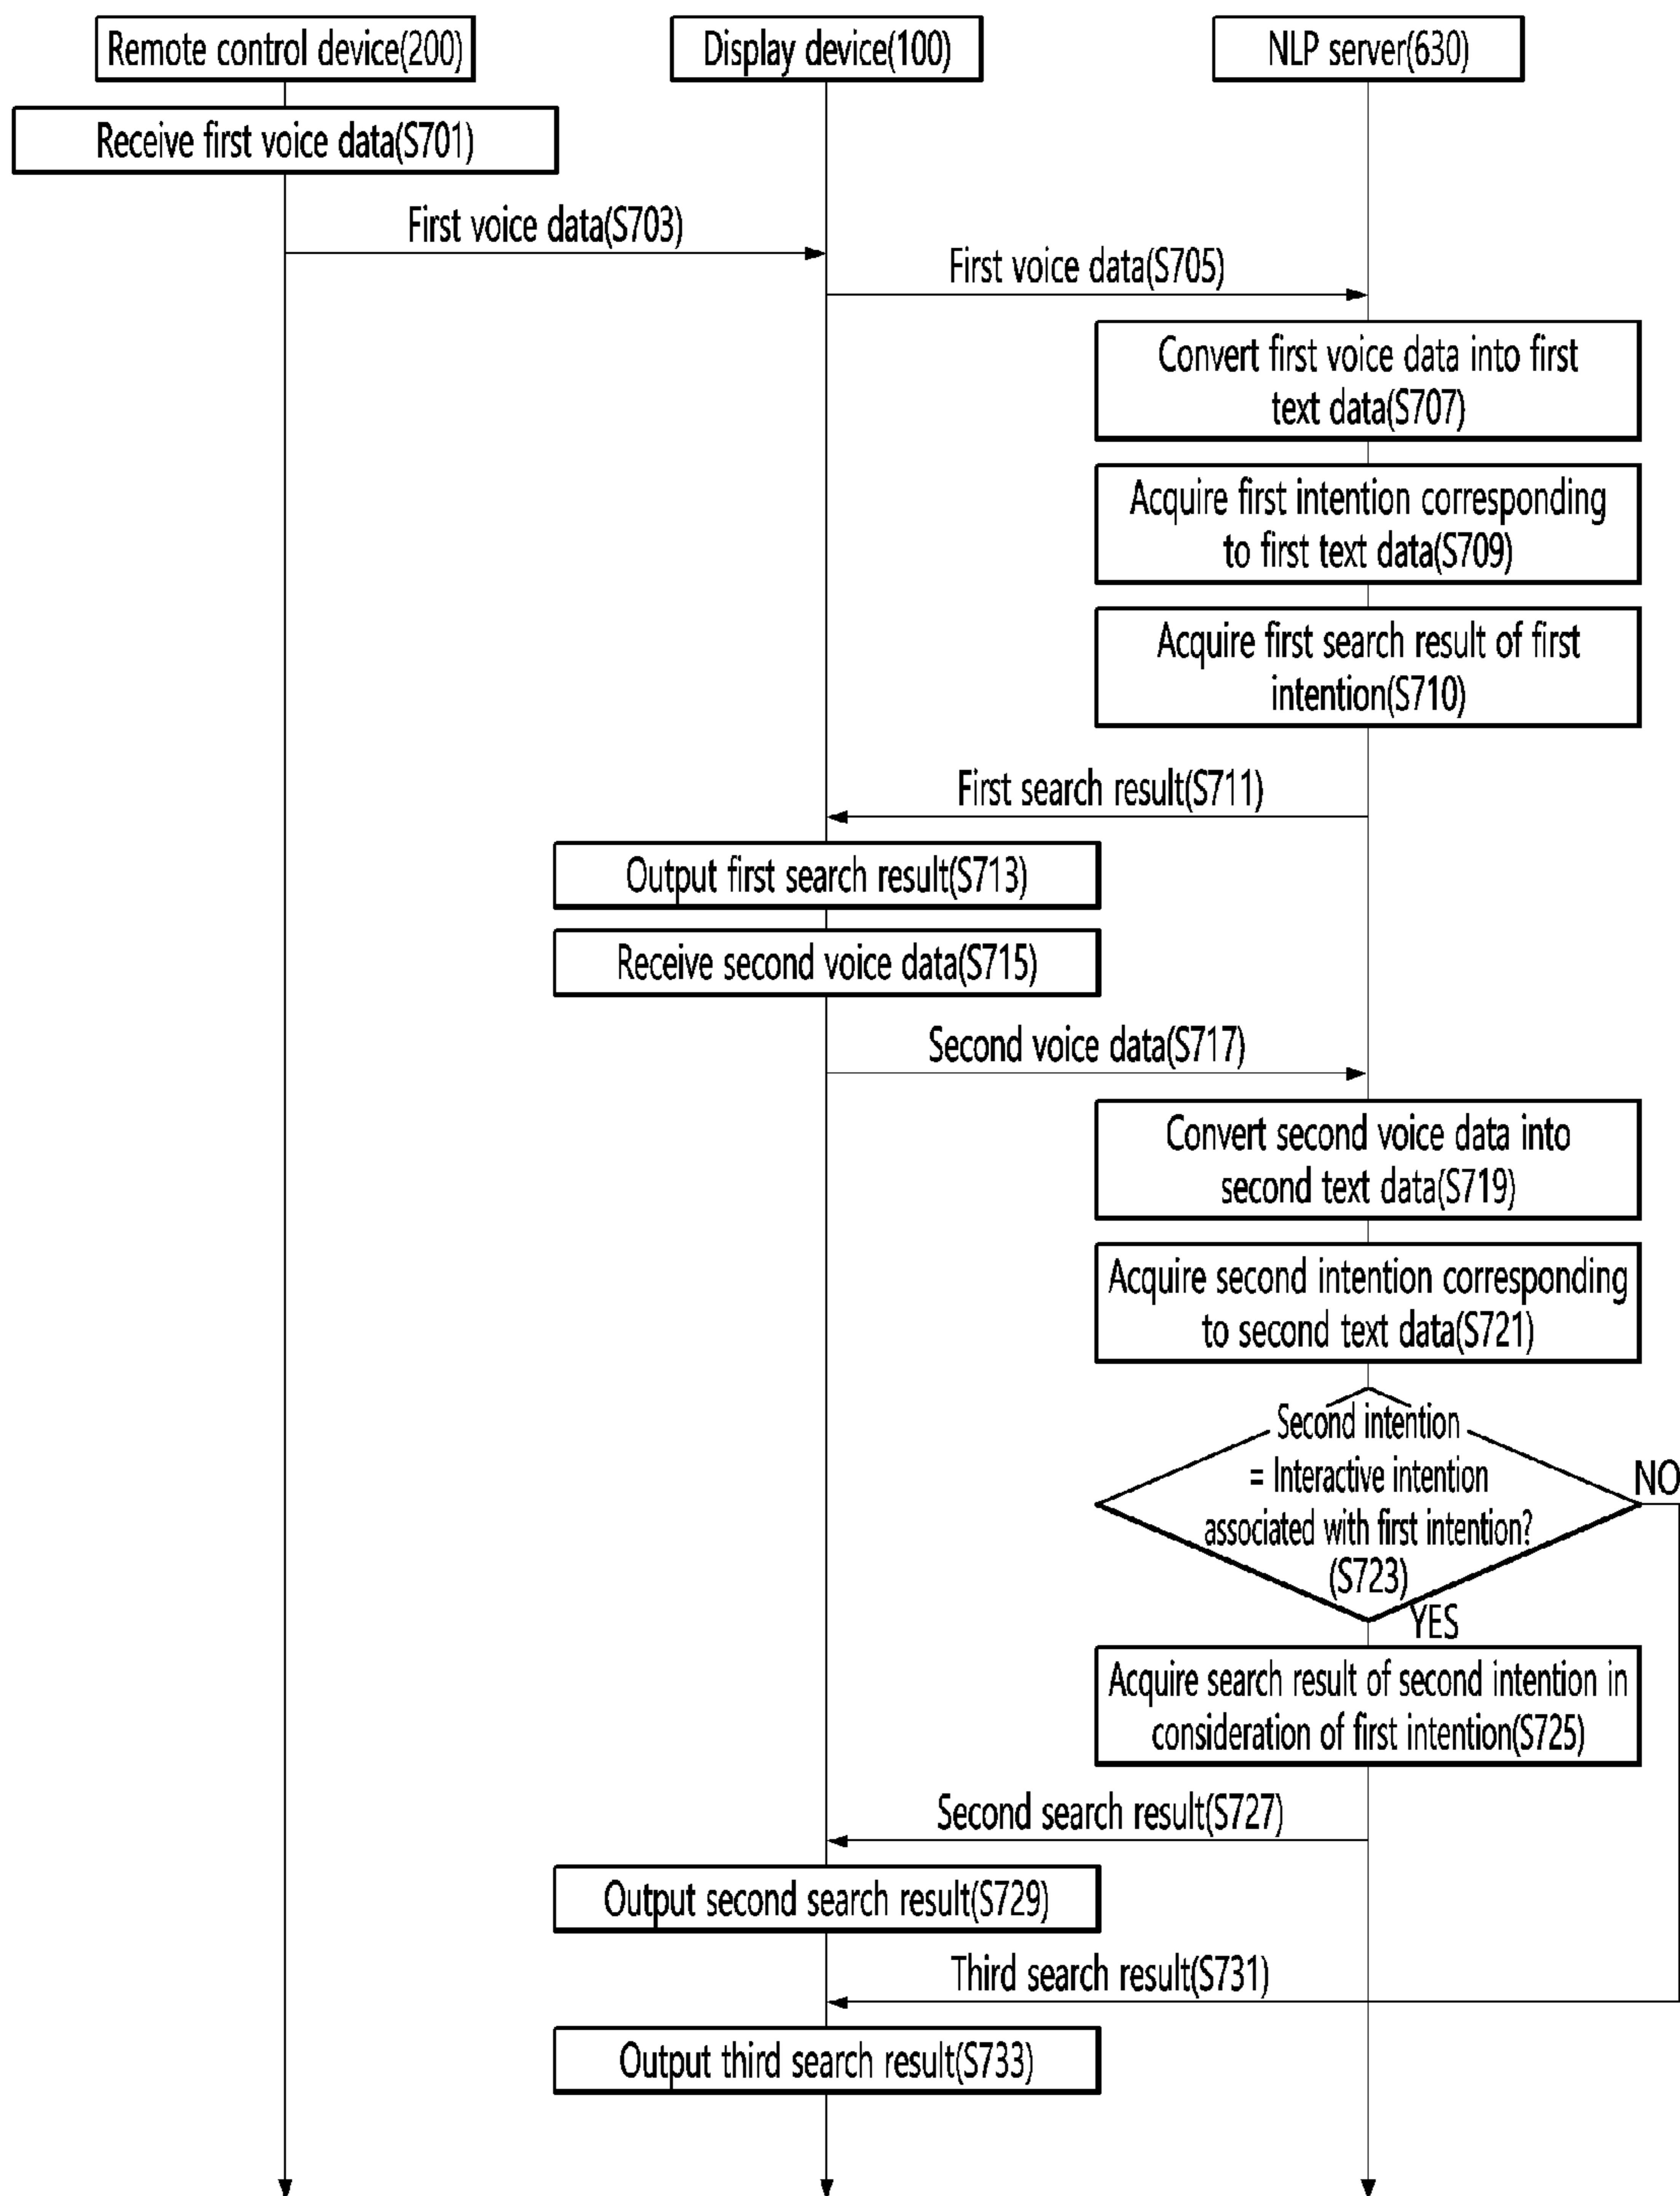 Remote control device(200)
Display device(100)
NLP server(630)
Receive first voice data(S701)
First voice data(S703)
First voice data(S705)
Convert first voice data into first
text data(S707)
Acquire first intention corresponding
to first text data(S709)
Acquire first search result of first
intention(S710)
First search result(S711)
Output first search result(S713)
Receive second voice data(S715)
Second voice data(S717)
Convert second voice data into
second text data(S719)
Acquire second intention corresponding
to second text data(S721)
Second intention
= Interactive intention
associated with first intention?
(S723)
NO
YES
Acquire search result of second intention in
consideration of first intention(S725)
Second search result(S727)
Output second search result(S729)
Third search result(S731)
Output third search result(S733)